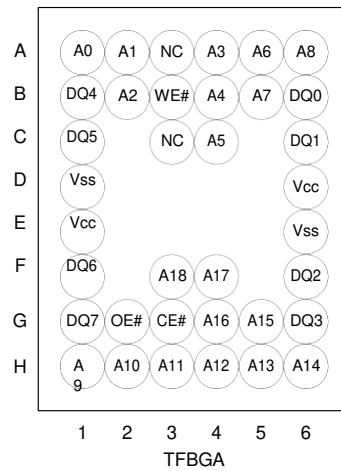 A A0 A1 NC A3 A6 A8
B DQ4 A2 WE# A4 A7 DQ0
C DQ5 NC A5 DQ1
D Vss Vcc
E Vcc Vss
F DQ6 A18 A17 DQ2
G DQ7 OE# CE# A16 A15 DQ3
H A9 A10 A11 A12 A13 A14
1 2 3 4 5 6
TFBGA